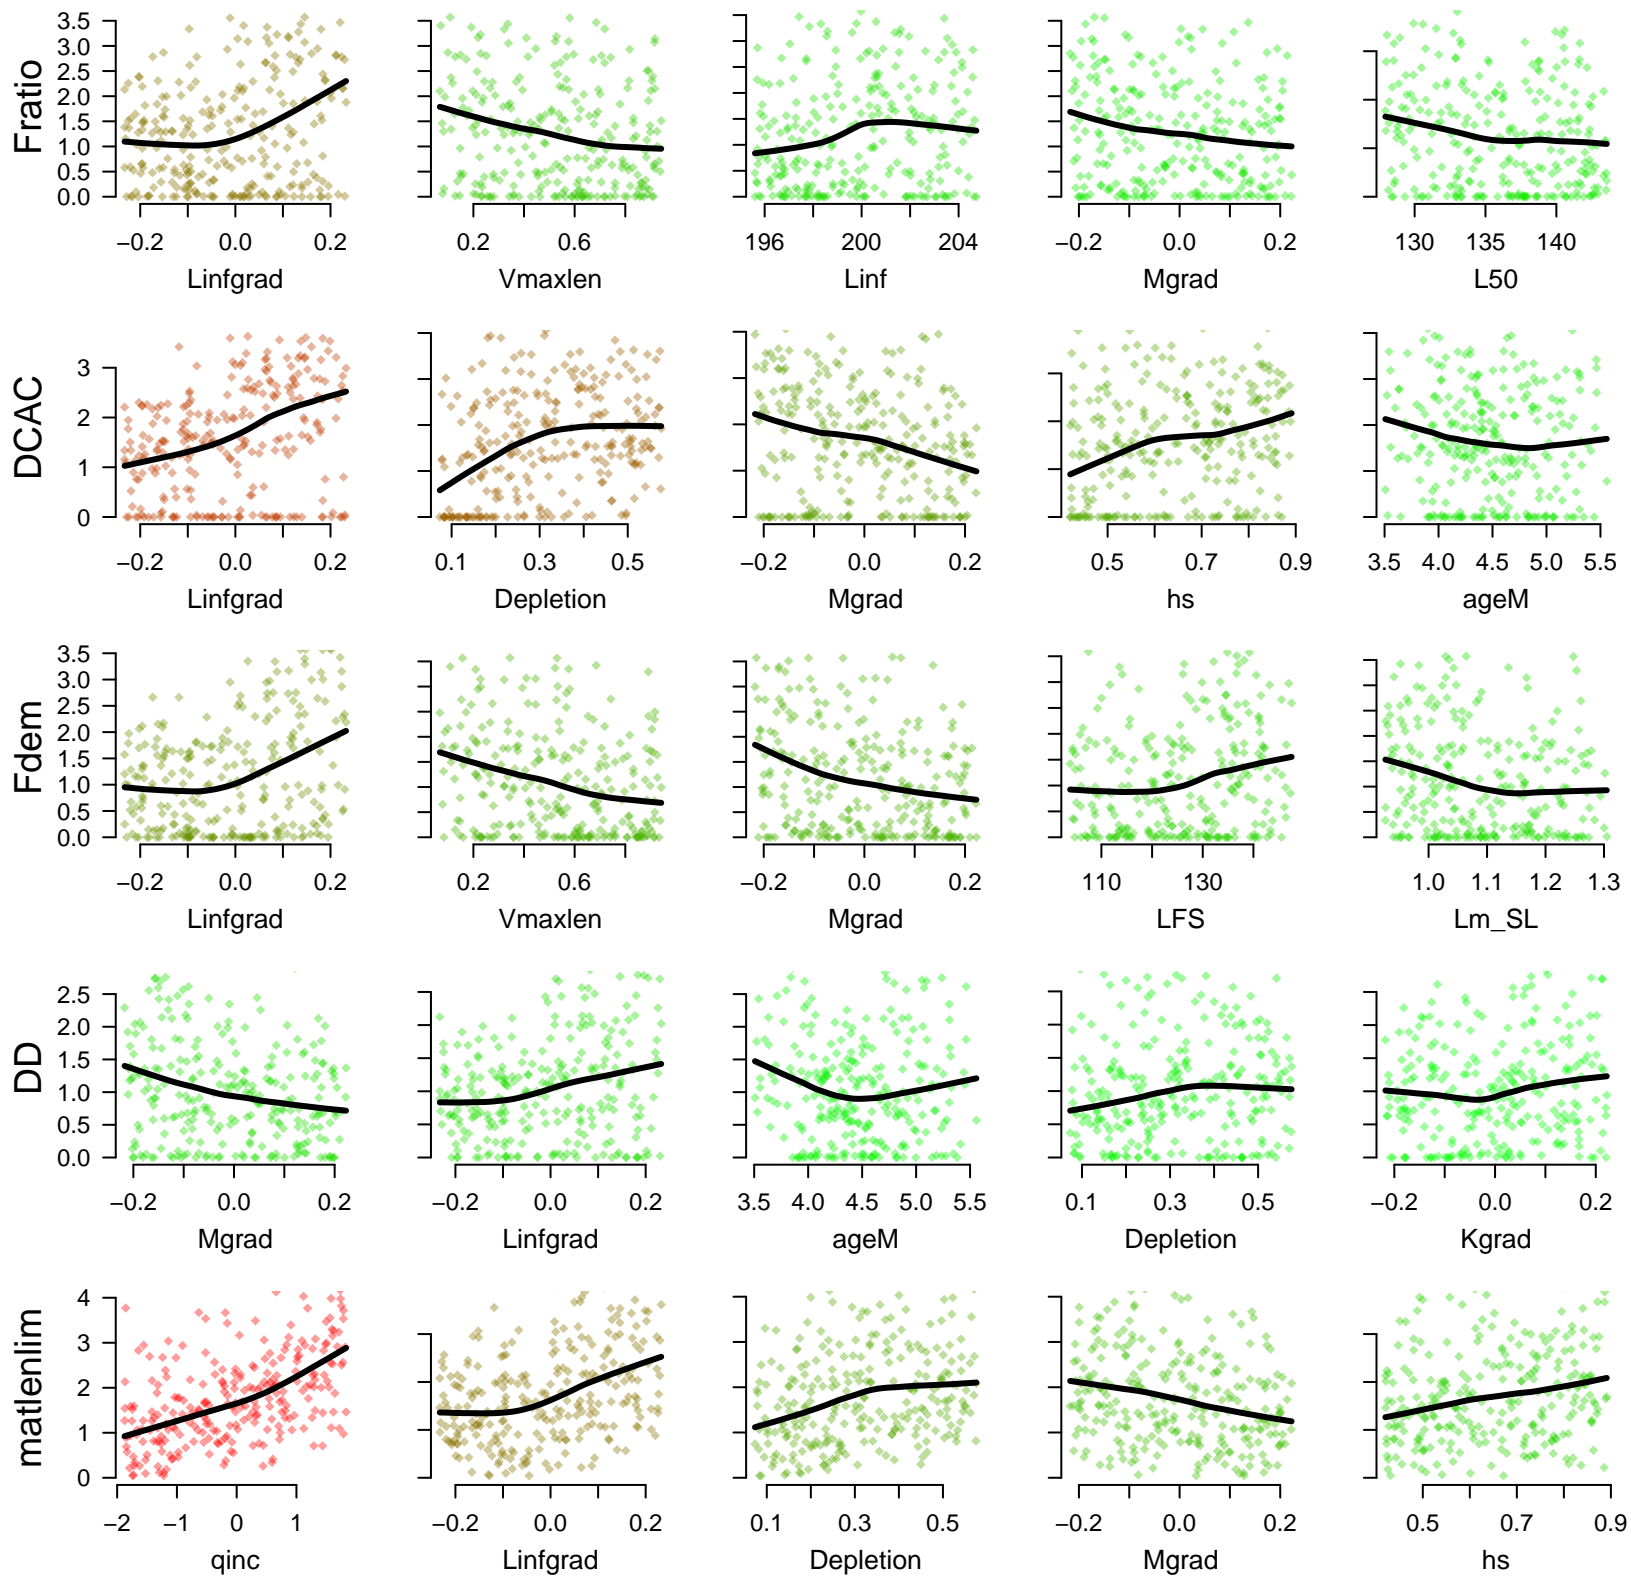 Fratio
3.5
3.0
2.5
2.0
1.5
1.0
0.5
0.0
−0.2 0.0 0.2
0.2 0.6
196 200 204
−0.2 0.0 0.2
130 135 140
Linfgrad Vmaxlen Linf Mgrad L50
DCAC
3
2
1
0
−0.2 0.0 0.2
0.1 0.3 0.5
−0.2 0.0 0.2
0.5 0.7 0.9
3.5 4.0 4.5 5.0 5.5
Linfgrad Depletion Mgrad hs ageM
Fdem
3.5
3.0
2.5
2.0
1.5
1.0
0.5
0.0
−0.2 0.0 0.2
0.2 0.6
−0.2 0.0 0.2
110 130
1.0 1.1 1.2 1.3
Linfgrad Vmaxlen Mgrad LFS Lm_SL
DD
2.5
2.0
1.5
1.0
0.5
0.0
−0.2 0.0 0.2
−0.2 0.0 0.2
3.5 4.0 4.5 5.0 5.5
0.1 0.3 0.5
−0.2 0.0 0.2
Mgrad Linfgrad ageM Depletion Kgrad
matlenlim
4
3
2
1
0
−2 −1 0 1
−0.2 0.0 0.2
0.1 0.3 0.5
−0.2 0.0 0.2
0.5 0.7 0.9
qinc Linfgrad Depletion Mgrad hs